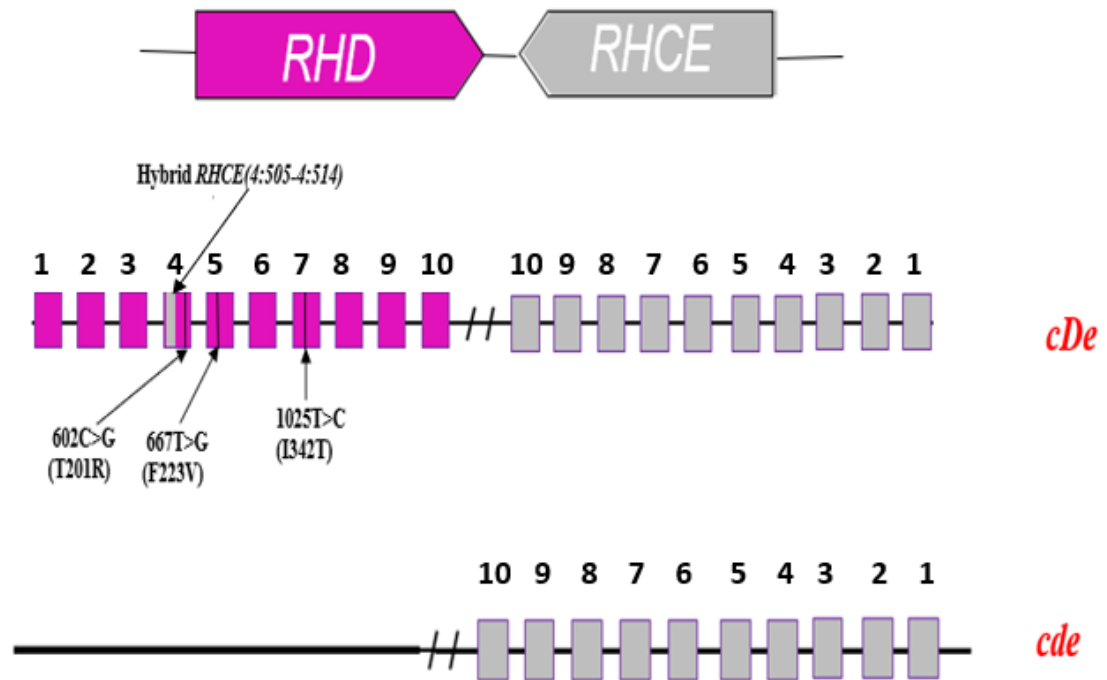 RHD RHCE
Hybrid RHCE(4:505-4:514)
1 2 3 4 5 6 7 8 9 10 10 9 8 7 6 5 4 3 2 1
cDe
602C>G
(T201R)
667T>G
(F223V)
1025T>C
(I342T)
10 9 8 7 6 5 4 3 2 1
cde